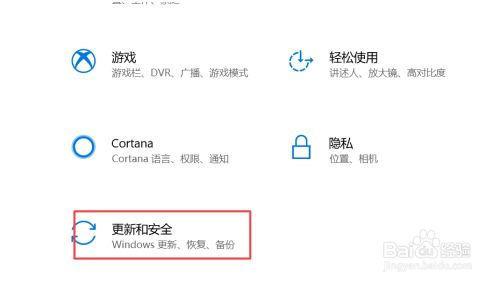 游戏
游戏栏、DVR、广播、游戏模式
轻松使用
讲述人、放大镜、高对比度
Cortana
Cortana 语言、权限、通知
隐私
位置、相机
更新和安全
Windows 更新、恢复、备份
Baidu 经验
jingyan.baidu.com